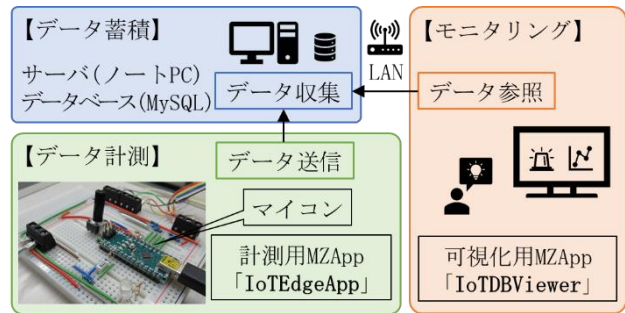 【データ蓄積】
サーバ(ノートPC)
データベース(MySQL)
データ収集
LAN
【モニタリング】
データ参照
【データ計測】
データ送信
マイコン
計測用MZApp
「IoTEdgeApp」
可視化用MZApp
「IoTDBViewer」